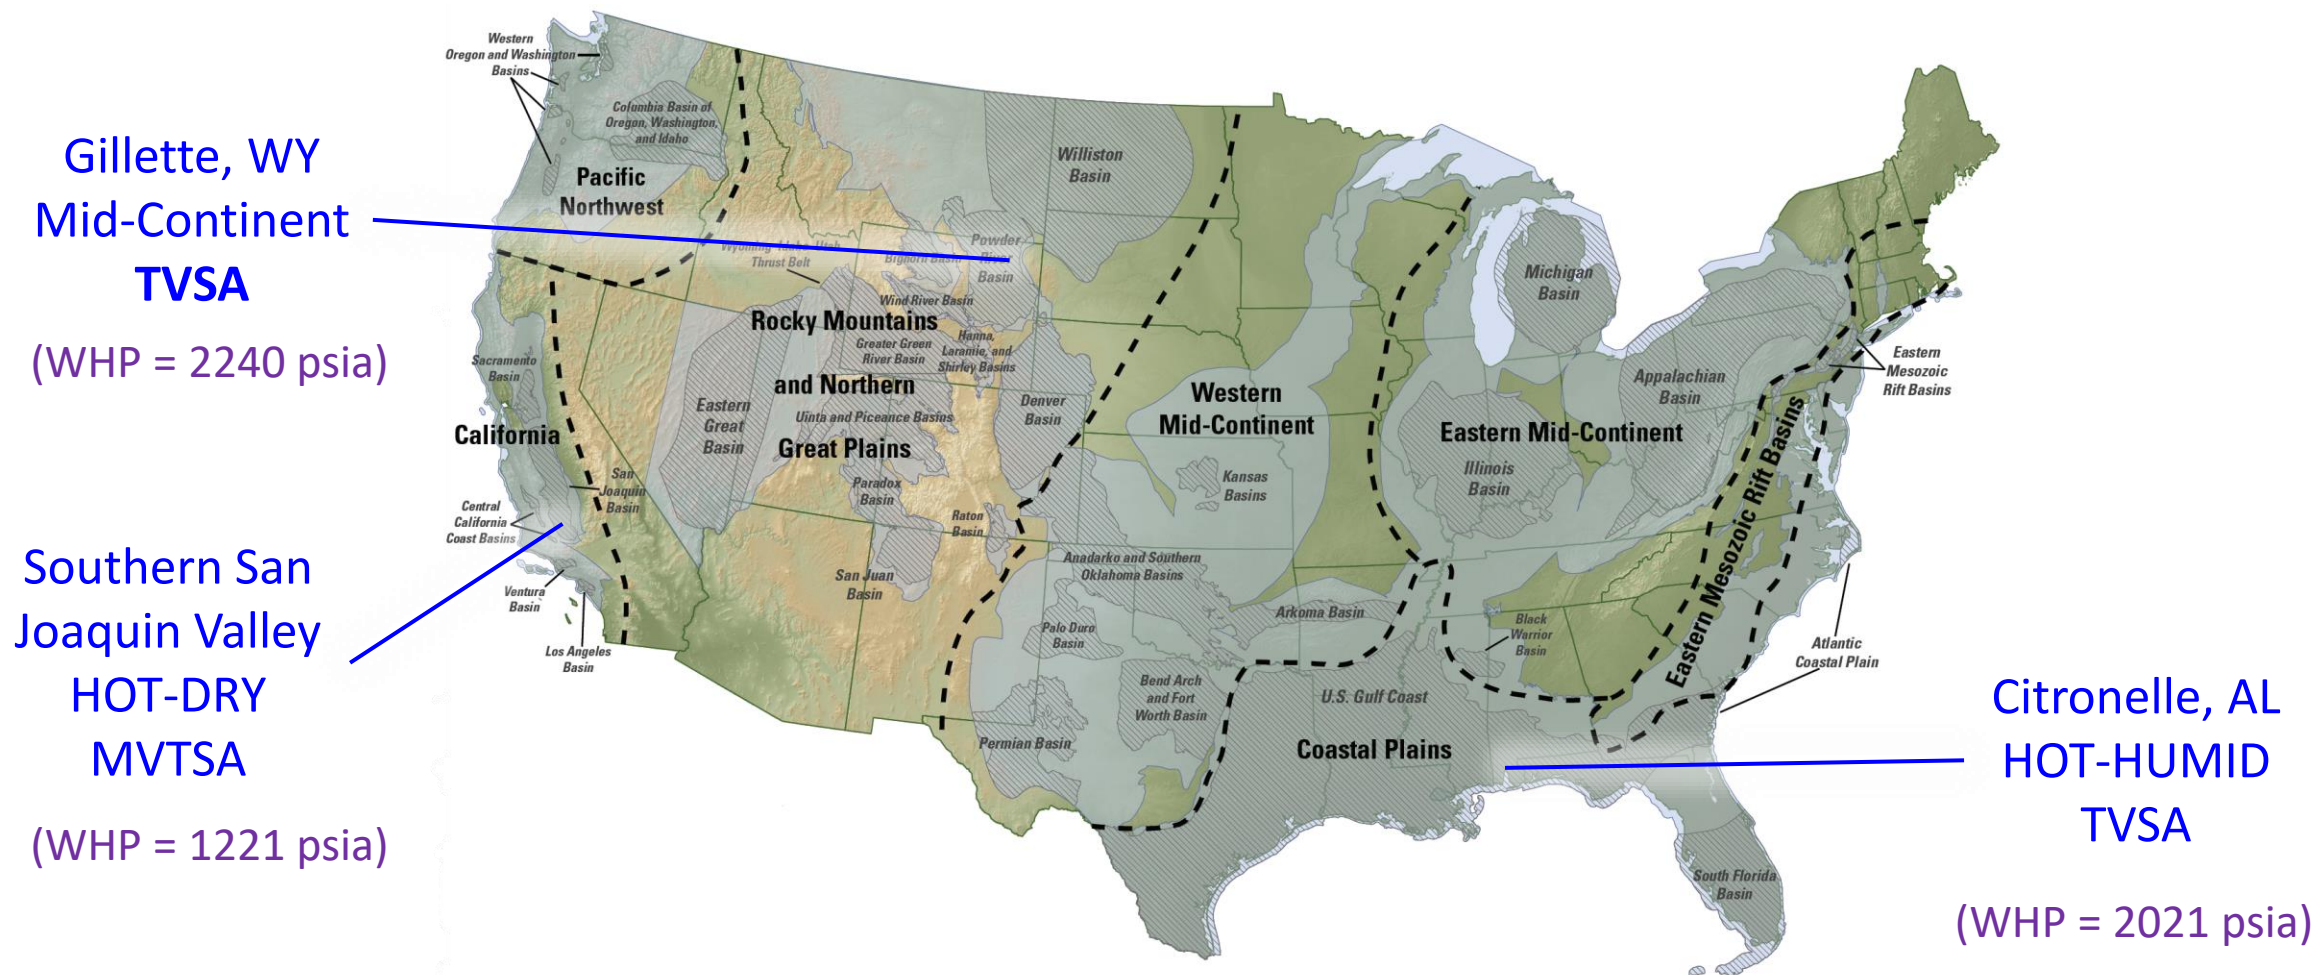 Gillette, WY
Mid-Continent
TVSA
(WHP = 2240 psia)
Southern San
Joaquin Valley
HOT-DRY
MVTSA
(WHP = 1221 psia)
Citronelle, AL
HOT-HUMID
TVSA
(WHP = 2021 psia)
Western
Oregon and Washington
Basins
Columbia Basin of
Oregon, Washington,
and Idaho
Pacific
Northwest
Williston
Basin
Wyoming-Idaho-Utah
Thrust Belt
Bighorn Basin
Powder
River
Basin
Wind River Basin
Rocky Mountains
Greater Green
River Basin
Hanna,
Laramie, and
Shirley Basins
and Northern
Uinta and Piceance Basins
Great Plains
Eastern
Great
Basin
Denver
Basin
Paradox
Basin
Raton
Basin
San Juan
Basin
Sacramento
Basin
California
San
Joaquin
Basin
Central
California
Coast Basins
Ventura
Basin
Los Angeles
Basin
Western
Mid-Continent
Kansas
Basins
Anadarko and Southern
Oklahoma Basins
Arkoma Basin
Palo Duro
Basin
Bend Arch
and Fort
Worth Basin
Permian Basin
Michigan
Basin
Appalachian
Basin
Eastern Mid-Continent
Illinois
Basin
Black
Warrior
Basin
Eastern Mesozoic Rift Basins
Eastern
Mesozoic
Rift Basins
Atlantic
Coastal Plain
U.S. Gulf Coast
Coastal Plains
South Florida
Basin